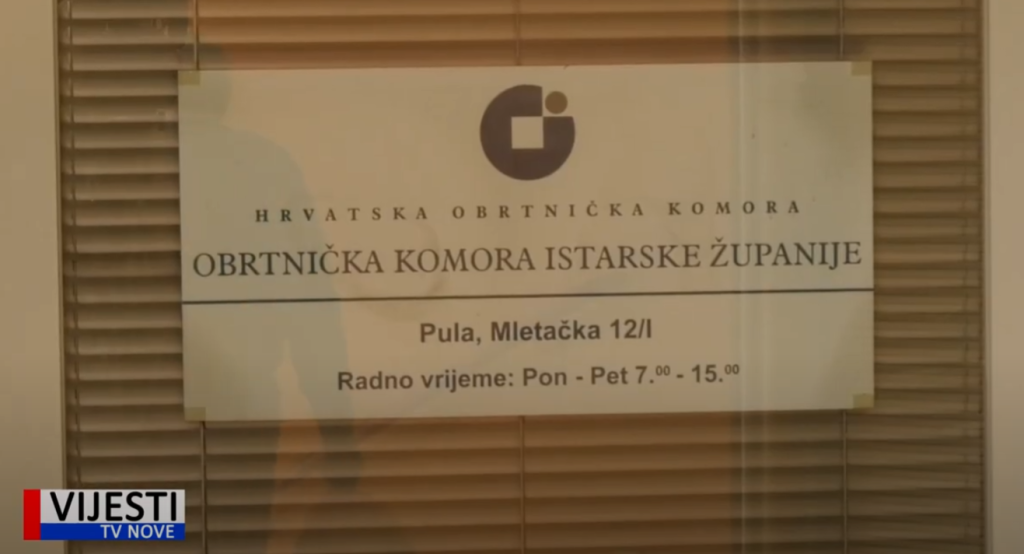 HRVATSKA OBRTNIČKA KOMORA
OBRTNIČKA KOMORA ISTARSKE ŽUPANIJE
Pula, Mletačka 12/I
Radno vrijeme: Pon - Pet 7.⁰⁰ - 15.⁰⁰
VIJESTI
TV NOVE